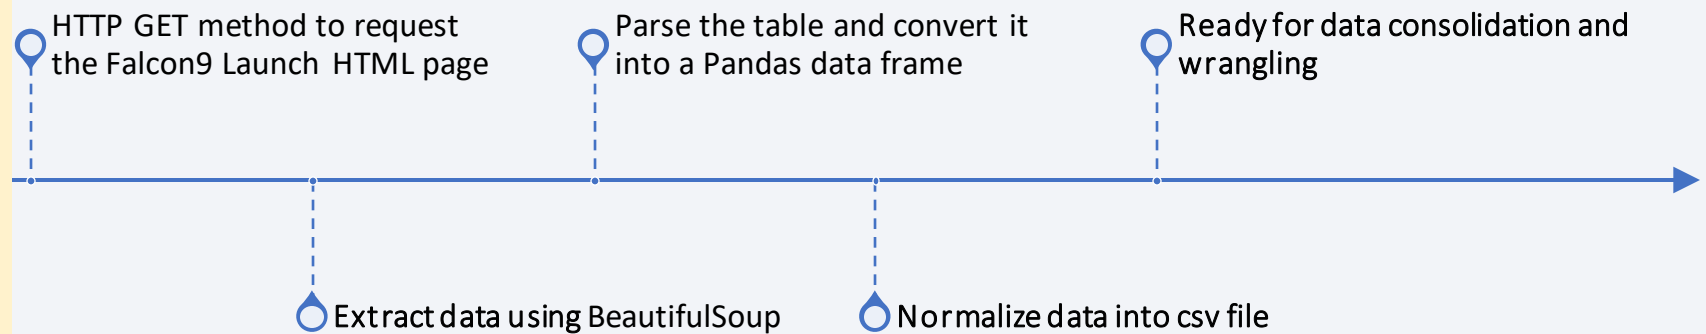 HTTP GET method to request
the Falcon9 Launch HTML page
Extract data using BeautifulSoup
Parse the table and convert it
into a Pandas data frame
Normalize data into csv file
Ready for data consolidation and
wrangling